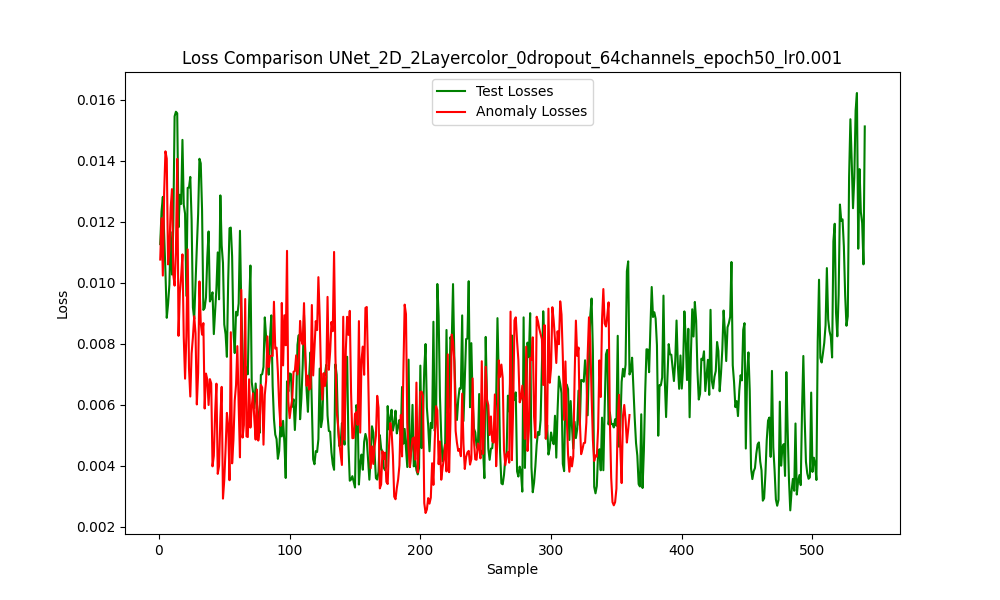 Loss Comparison UNet_2D_2Layercolor_0dropout_64channels_epoch50_lr0.001
Test Losses
Anomaly Losses
0.016
0.014
0.012
0.010
0.008
0.006
0.004
0.002
Loss
0 100 200 300 400 500
Sample